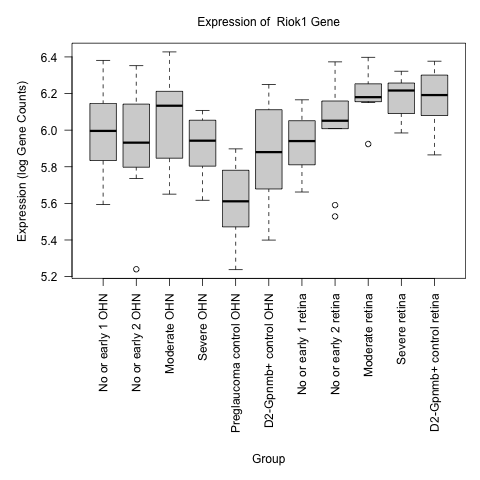 Expression of  Riok1 Gene
Expression (log Gene Counts)
6.4
6.2
6.0
5.8
5.6
5.4
5.2
No or early 1 OHN
No or early 2 OHN
Moderate OHN
Severe OHN
Preglaucoma control OHN
D2-Gpnmb+ control OHN
No or early 1 retina
No or early 2 retina
Moderate retina
Severe retina
D2-Gpnmb+ control retina
Group